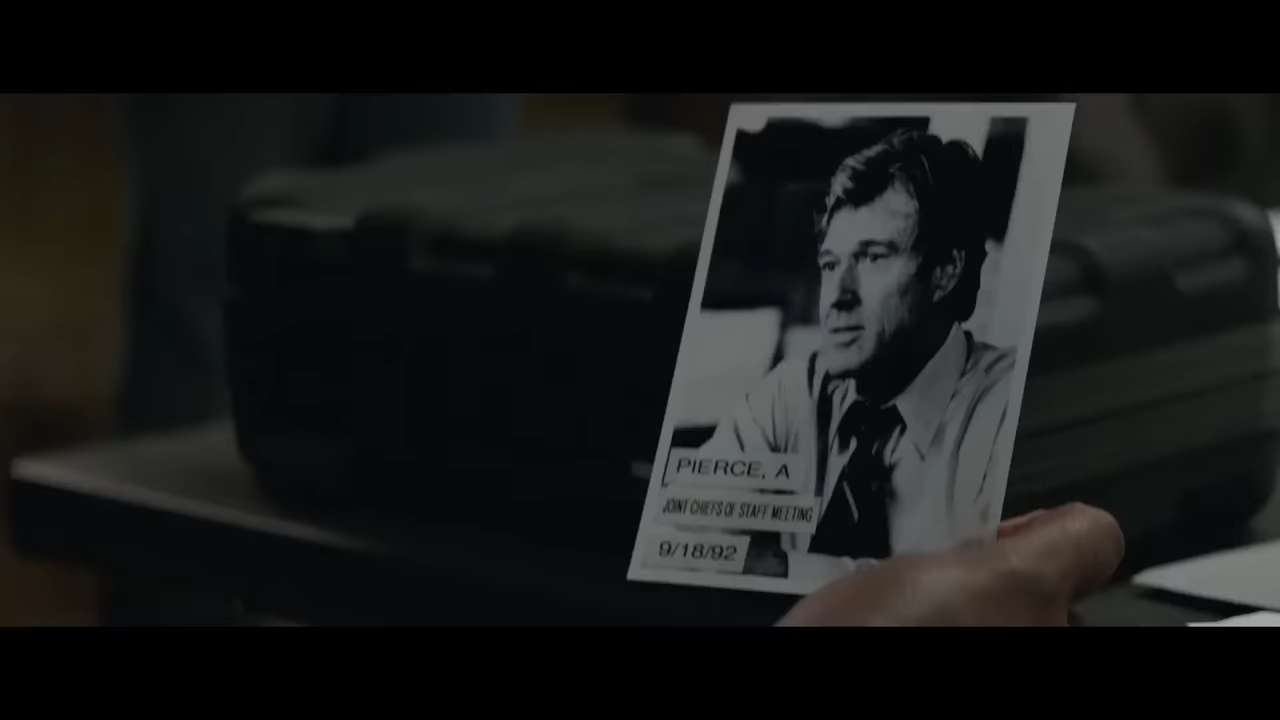 PIERCE, A
JOINT CHIEFS OF STAFF MEETING
9/18/92